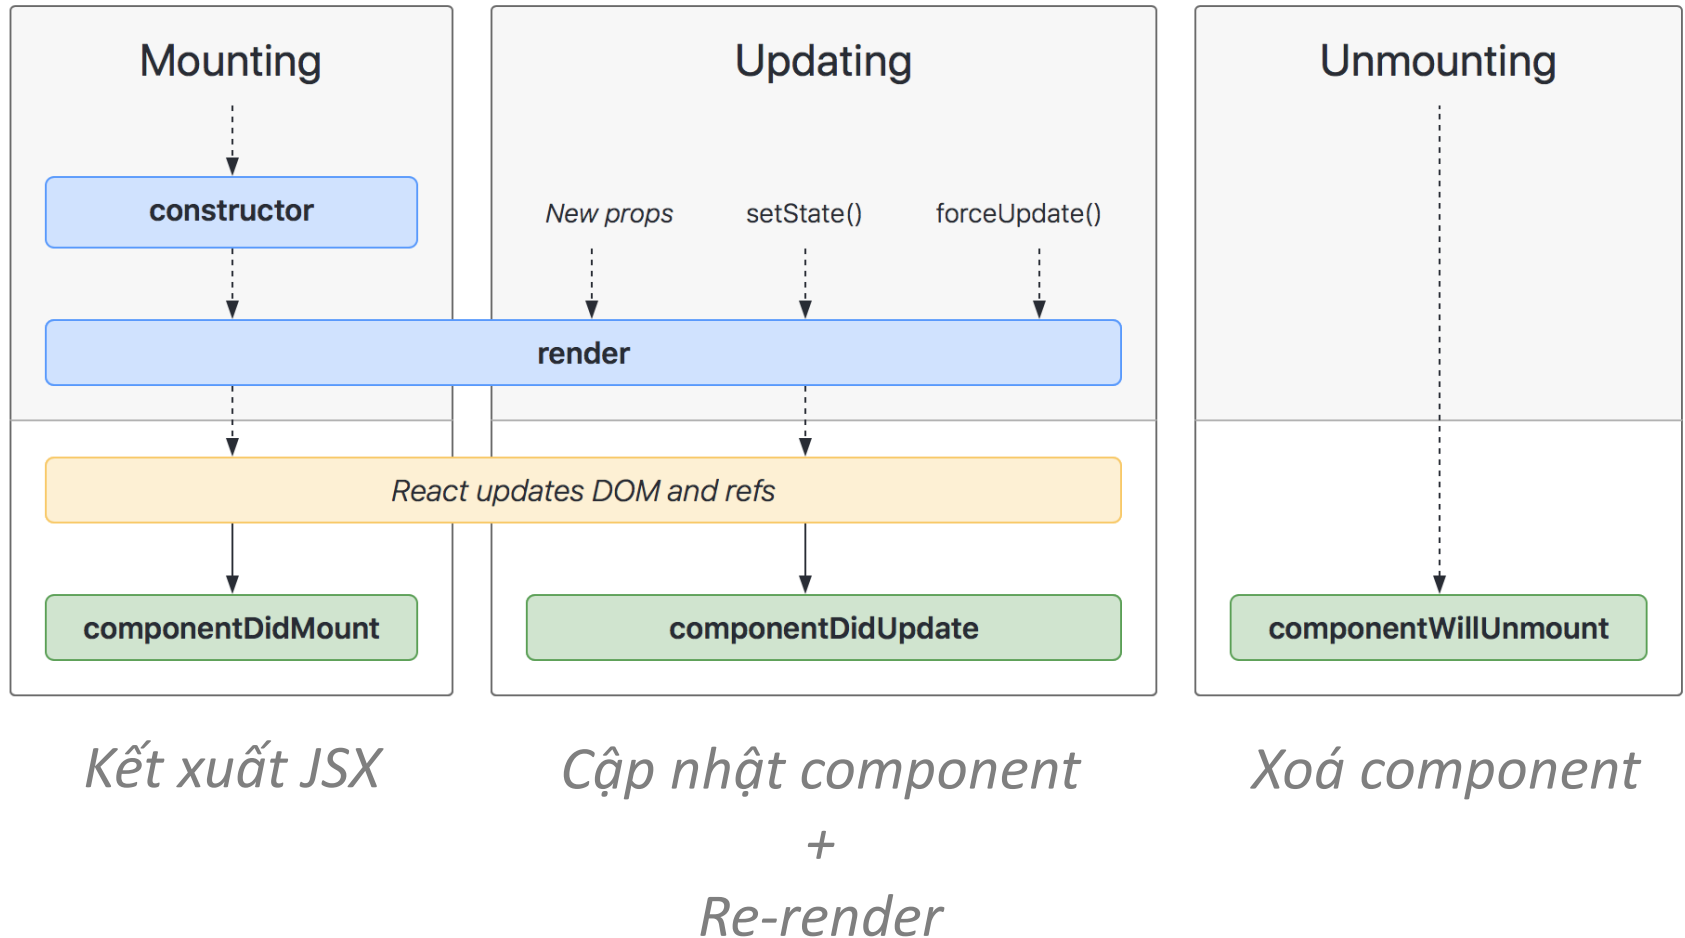 Mounting
Updating
Unmounting
constructor
New props
setState()
forceUpdate()
render
React updates DOM and refs
componentDidMount
componentDidUpdate
componentWillUnmount
Kết xuất JSX
Cập nhật component
+
Re-render
Xoá component